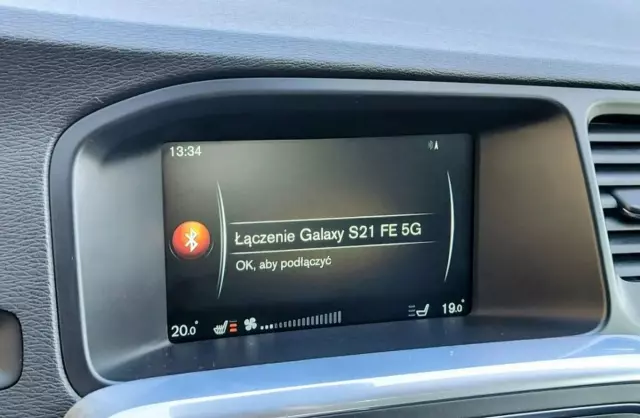 13:34
Łączenie Galaxy S21 FE 5G
OK, aby podłączyć
20.0 19.0